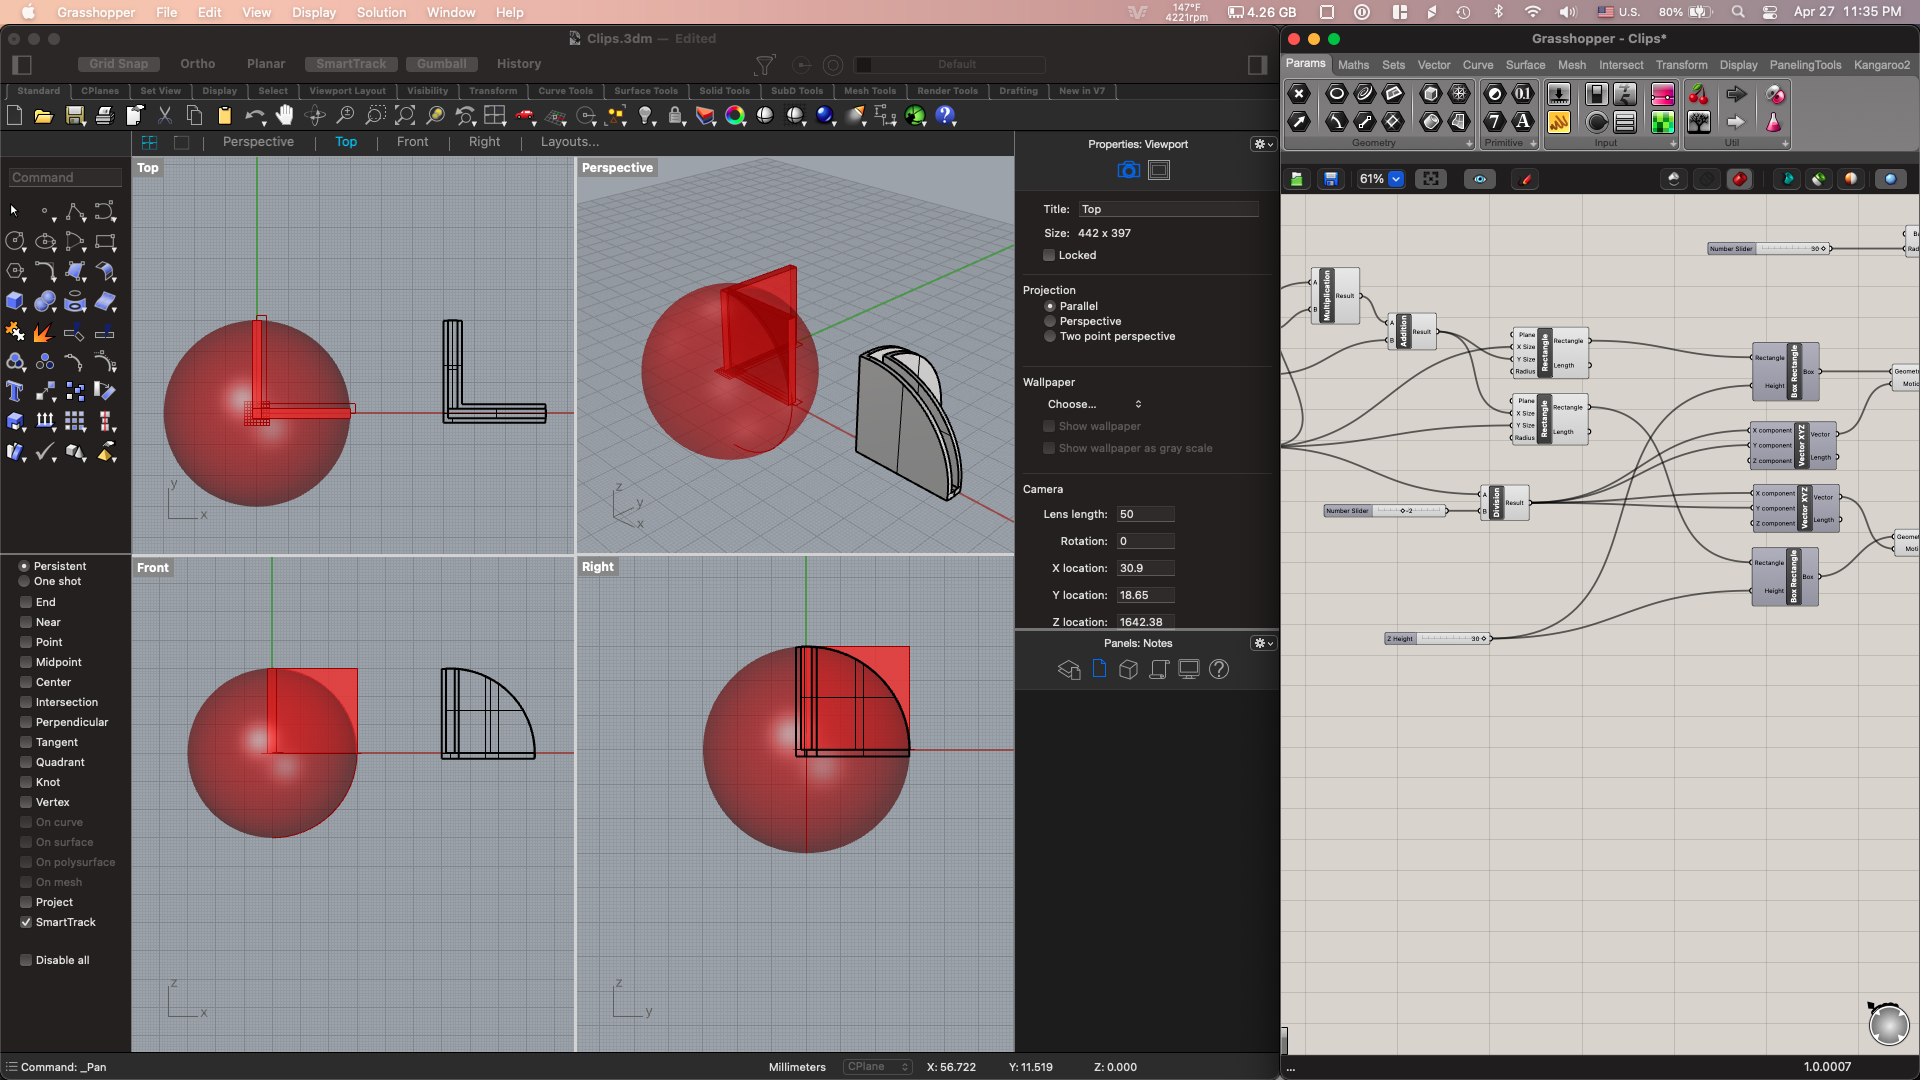 Grasshopper File Edit View Display Solution Window Help
147°F
4221rpm
4.26 GB
U.S.
80%
Apr 27 11:35 PM
Clips.3dm — Edited
Grid Snap Ortho Planar SmartTrack Gumball History
Default
Standard CPlanes Set View Display Select Viewport Layout Visibility Transform Curve Tools Surface Tools Solid Tools SubD Tools Mesh Tools Render Tools Drafting New in V7
Perspective Top Front Right Layouts...
Command
Top
y
x
Perspective
z
y
x
Front
z
x
Right
z
y
Persistent
One shot
End
Near
Point
Midpoint
Center
Intersection
Perpendicular
Tangent
Quadrant
Knot
Vertex
On curve
On surface
On polysurface
On mesh
Project
SmartTrack
Disable all
Properties: Viewport
Title: Top
Size: 442 x 397
Locked
Projection
Parallel
Perspective
Two point perspective
Wallpaper
Choose...
Show wallpaper
Show wallpaper as gray scale
Camera
Lens length: 50
Rotation: 0
X location: 30.9
Y location: 18.65
Z location: 1642.38
Panels: Notes
Command: _Pan
Millimeters
CPlane
X: 56.722
Y: 11.519
Z: 0.000
Grasshopper - Clips*
Params Maths Sets Vector Curve Surface Mesh Intersect Transform Display PanelingTools Kangaroo2
Geometry Primitive Input Util
61%
Number Slider 30
Ba
Radi
A
B
Multiplication
Result
A
B
Addition
Result
Plane
X Size
Y Size
Radius
Rectangle
Rectangle
Length
Plane
X Size
Y Size
Radius
Rectangle
Rectangle
Length
Rectangle
Height
Box Rectangle
Box
Geome
Motic
X component
Y component
Z component
Vector XYZ
Vector
Length
Number Slider -2
A
B
Division
Result
X component
Y component
Z component
Vector XYZ
Vector
Length
Geomet
Moti
Rectangle
Height
Box Rectangle
Box
Z Height 30
...
1.0.0007